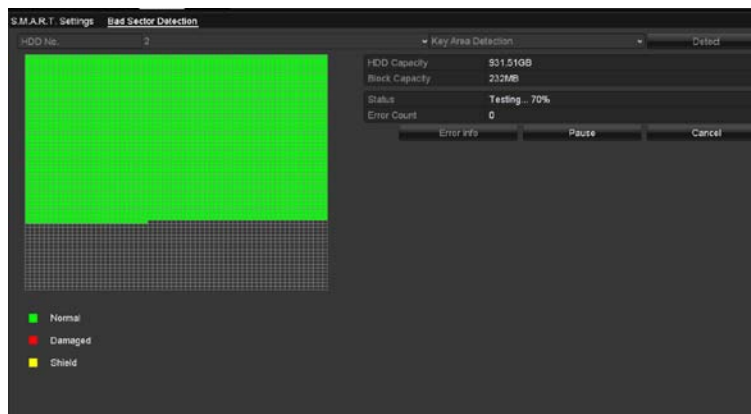 S.M.A.R.T. Settings Bad Sector Detection
HDD No. 2 Key Area Detection Detect
HDD Capacity 931.51GB
Block Capacity 232MB
Status Testing... 70%
Error Count 0
Error info Pause Cancel
Normal
Damaged
Shield